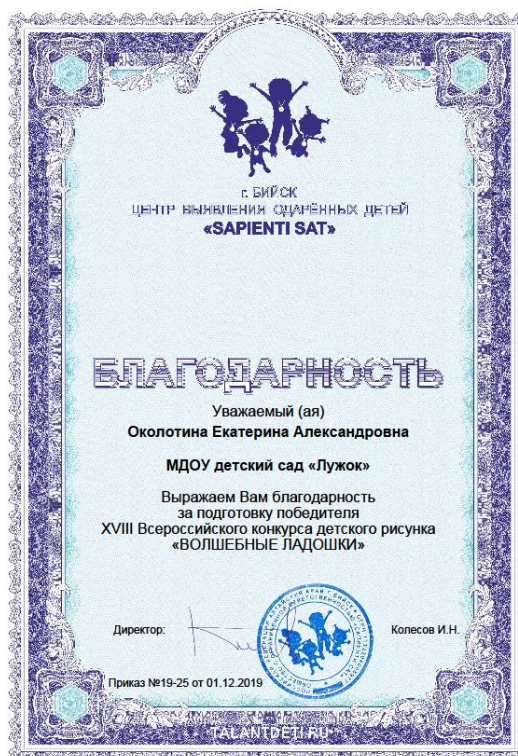 г. БИЙСК
ЦЕНТР ВЫЯВЛЕНИЯ ОДАРЁННЫХ ДЕТЕЙ
«SAPIENTI SAT»
БЛАГОДАРНОСТЬ
Уважаемый (ая)
Околотина Екатерина Александровна
МДОУ детский сад «Лужок»
Выражаем Вам благодарность
за подготовку победителя
XVIII Всероссийского конкурса детского рисунка
«ВОЛШЕБНЫЕ ЛАДОШКИ»
Директор:
Колесов И.Н.
Приказ №19-25 от 01.12.2019
TALANTDETI.RU